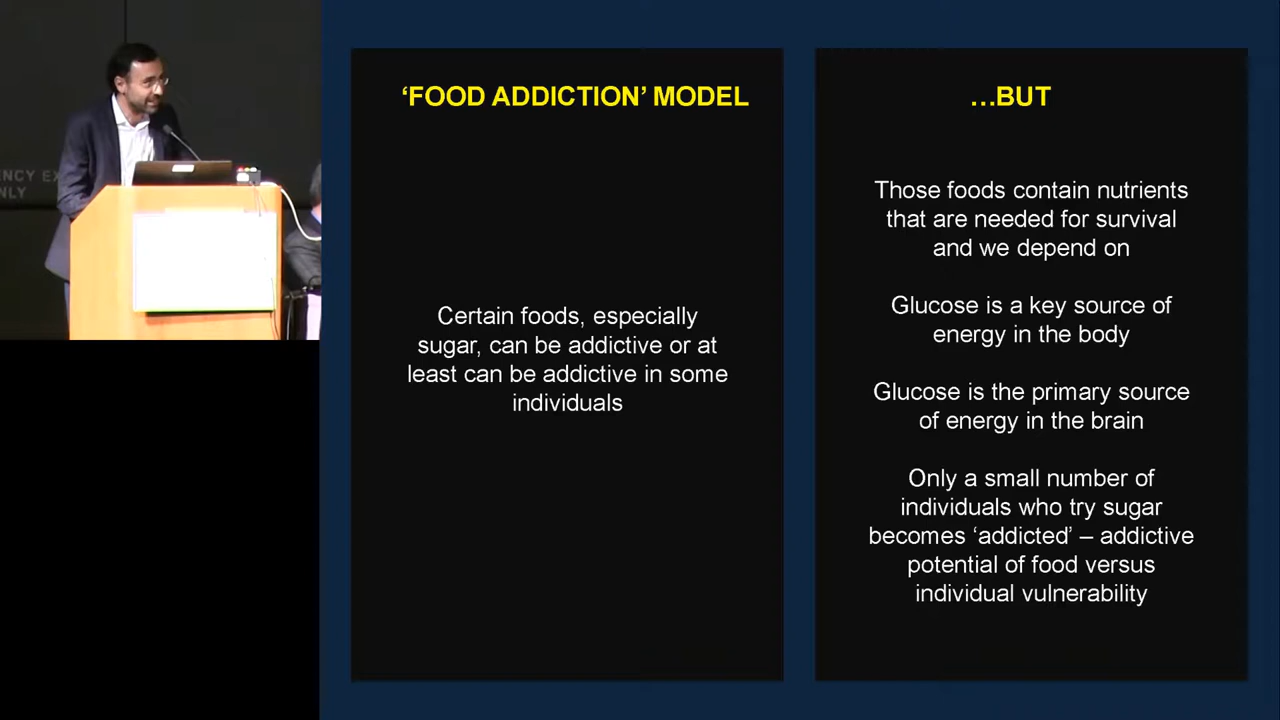 NCY EX
NLY
‘FOOD ADDICTION’ MODEL
Certain foods, especially
sugar, can be addictive or at
least can be addictive in some
individuals
…BUT
Those foods contain nutrients
that are needed for survival
and we depend on
Glucose is a key source of
energy in the body
Glucose is the primary source
of energy in the brain
Only a small number of
individuals who try sugar
becomes ‘addicted’ – addictive
potential of food versus
individual vulnerability